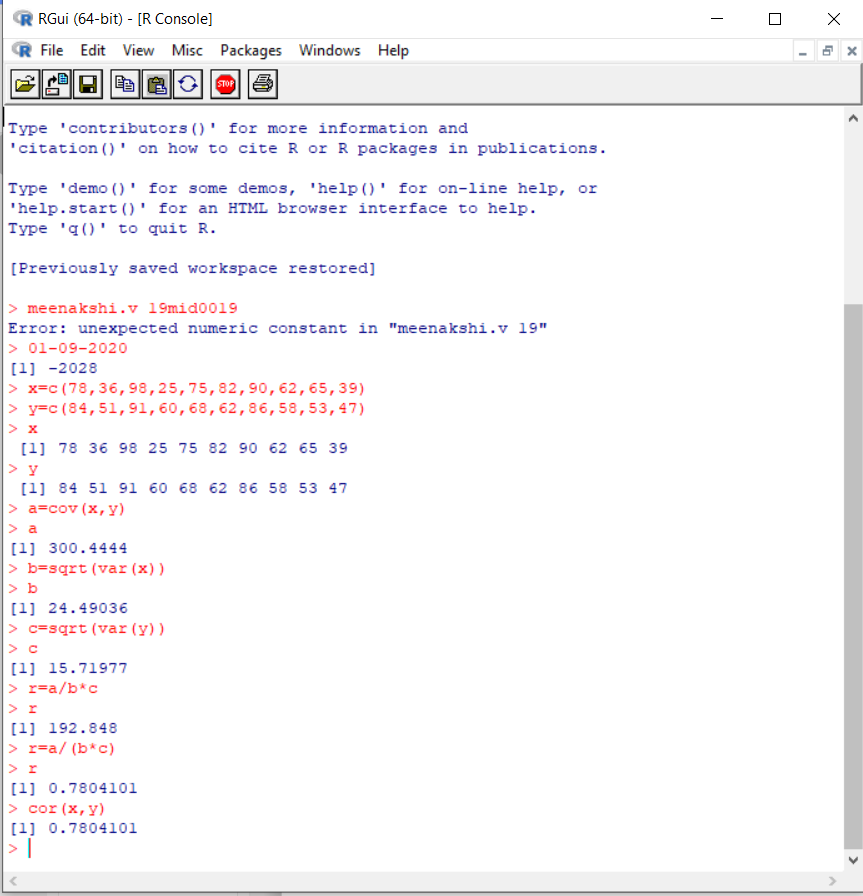 RGui (64-bit) - [R Console]
File Edit View Misc Packages Windows Help
STOP
Type 'contributors()' for more information and
'citation()' on how to cite R or R packages in publications.
Type 'demo()' for some demos, 'help()' for on-line help, or
'help.start()' for an HTML browser interface to help.
Type 'q()' to quit R.
[Previously saved workspace restored]
> meenakshi.v 19mid0019
Error: unexpected numeric constant in "meenakshi.v 19"
> 01-09-2020
[1] -2028
> x=c(78,36,98,25,75,82,90,62,65,39)
> y=c(84,51,91,60,68,62,86,58,53,47)
> x
[1] 78 36 98 25 75 82 90 62 65 39
> y
[1] 84 51 91 60 68 62 86 58 53 47
> a=cov(x,y)
> a
[1] 300.4444
> b=sqrt(var(x))
> b
[1] 24.49036
> c=sqrt(var(y))
> c
[1] 15.71977
> r=a/b*c
> r
[1] 192.848
> r=a/(b*c)
> r
[1] 0.7804101
> cor(x,y)
[1] 0.7804101
>